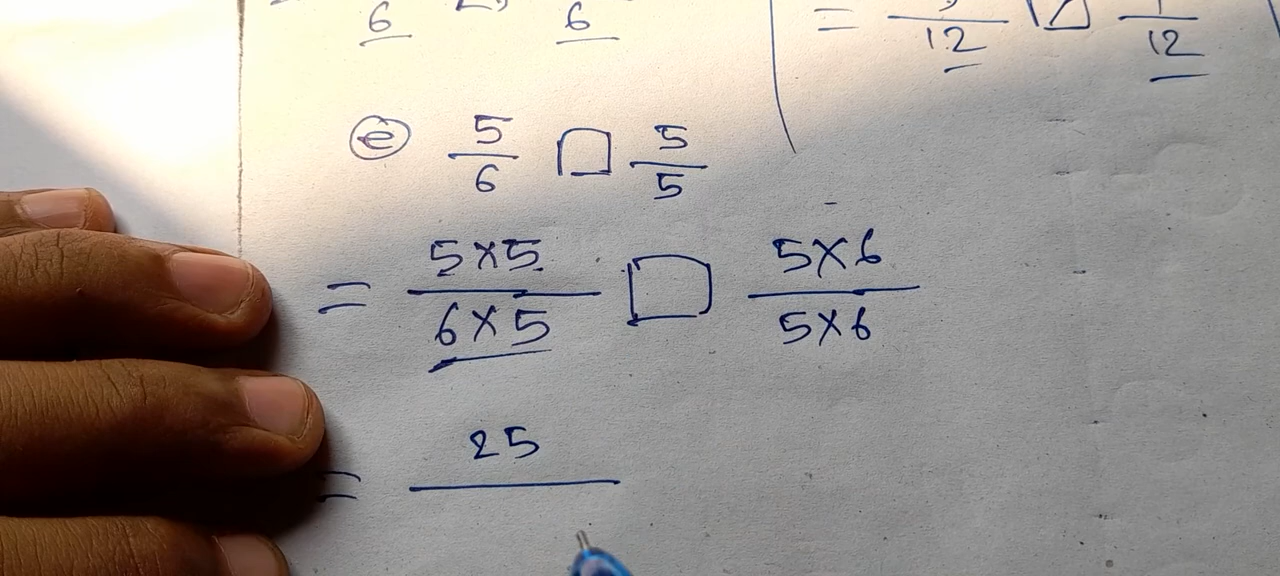 6 6
= 12 12
(e) 5/6 □ 5/5
= 5×5/6×5 □ 5×6/5×6
= 25